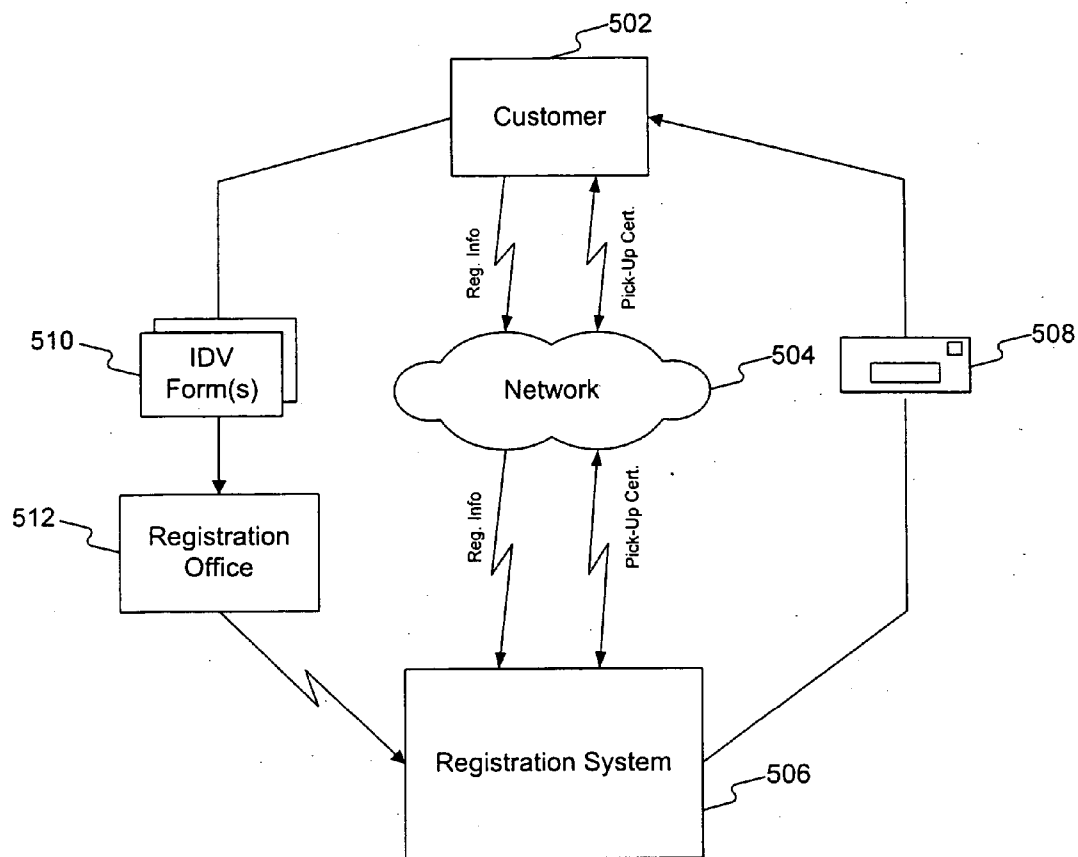 502
Customer
Reg. Info
Pick-Up Cert.
510
IDV
Form(s)
Network
504
508
512
Registration
Office
Reg. Info
Pick-Up Cert.
Registration System
506